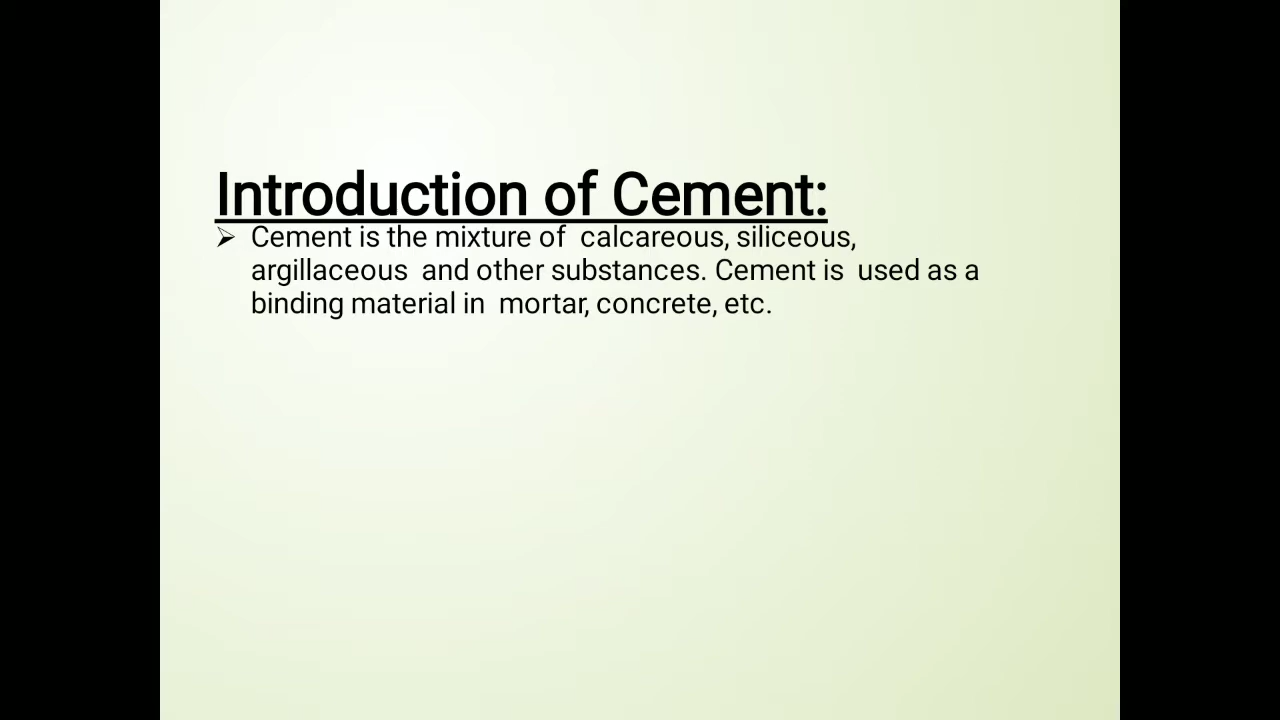 Introduction of Cement:
➢ Cement is the mixture of  calcareous, siliceous,
argillaceous  and other substances. Cement is  used as a
binding material in  mortar, concrete, etc.